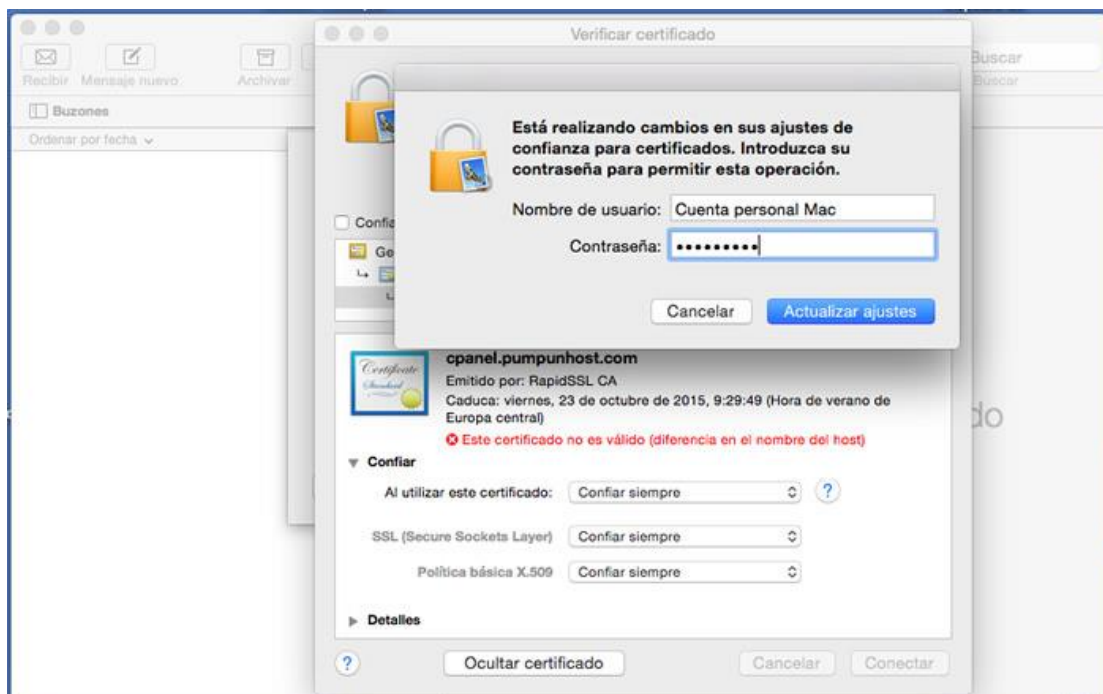 Verificar certificado
Recibir Mensaje nuevo Archivar
Buscar
Buscar
Buzones
Ordenar por fecha
Está realizando cambios en sus ajustes de
confianza para certificados. Introduzca su
contraseña para permitir esta operación.
Nombre de usuario: Cuenta personal Mac
Contraseña: •••••••••
Cancelar Actualizar ajustes
cpanel.pumpunhost.com
Emitido por: RapidSSL CA
Caduca: viernes, 23 de octubre de 2015, 9:29:49 (Hora de verano de
Europa central)
Este certificado no es válido (diferencia en el nombre del host)
Confiar
Al utilizar este certificado: Confiar siempre ?
SSL (Secure Sockets Layer) Confiar siempre
Política básica X.509 Confiar siempre
Detalles
? Ocultar certificado Cancelar Conectar